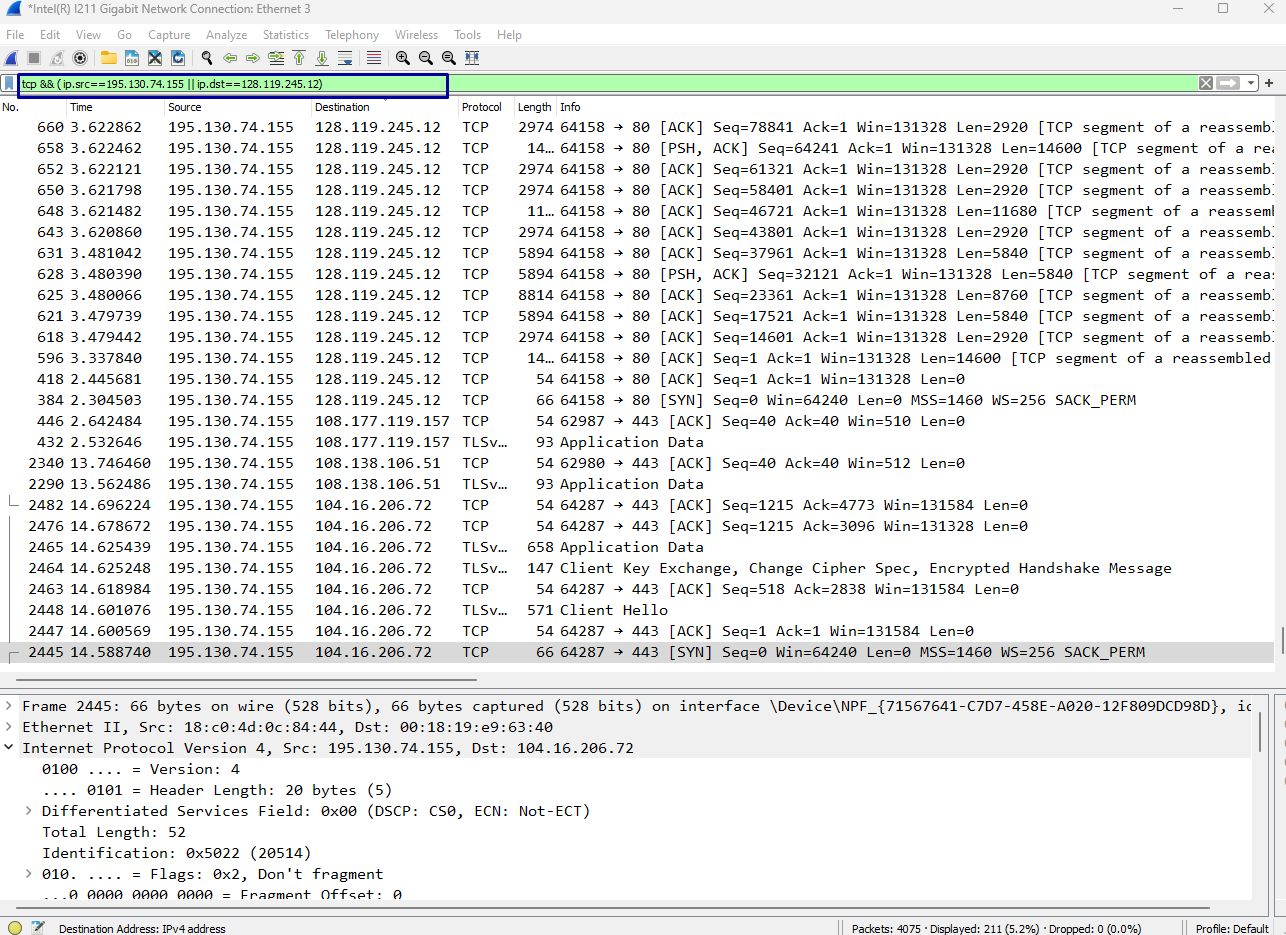 *Intel(R) I211 Gigabit Network Connection: Ethernet 3
File Edit View Go Capture Analyze Statistics Telephony Wireless Tools Help
tcp && (ip.src==195.130.74.155 || ip.dst==128.119.245.12)
No. Time Source Destination Protocol Length Info
660 3.622862 195.130.74.155 128.119.245.12 TCP 2974 64158 → 80 [ACK] Seq=78841 Ack=1 Win=131328 Len=2920 [TCP segment of a reassembl
658 3.622462 195.130.74.155 128.119.245.12 TCP 14… 64158 → 80 [PSH, ACK] Seq=64241 Ack=1 Win=131328 Len=14600 [TCP segment of a rea
652 3.622121 195.130.74.155 128.119.245.12 TCP 2974 64158 → 80 [ACK] Seq=61321 Ack=1 Win=131328 Len=2920 [TCP segment of a reassembl
650 3.621798 195.130.74.155 128.119.245.12 TCP 2974 64158 → 80 [ACK] Seq=58401 Ack=1 Win=131328 Len=2920 [TCP segment of a reassembl
648 3.621482 195.130.74.155 128.119.245.12 TCP 11… 64158 → 80 [ACK] Seq=46721 Ack=1 Win=131328 Len=11680 [TCP segment of a reassem
643 3.620860 195.130.74.155 128.119.245.12 TCP 2974 64158 → 80 [ACK] Seq=43801 Ack=1 Win=131328 Len=2920 [TCP segment of a reassembl
631 3.481042 195.130.74.155 128.119.245.12 TCP 5894 64158 → 80 [ACK] Seq=37961 Ack=1 Win=131328 Len=5840 [TCP segment of a reassembl
628 3.480390 195.130.74.155 128.119.245.12 TCP 5894 64158 → 80 [PSH, ACK] Seq=32121 Ack=1 Win=131328 Len=5840 [TCP segment of a reas
625 3.480066 195.130.74.155 128.119.245.12 TCP 8814 64158 → 80 [ACK] Seq=23361 Ack=1 Win=131328 Len=8760 [TCP segment of a reassembl
621 3.479739 195.130.74.155 128.119.245.12 TCP 5894 64158 → 80 [ACK] Seq=17521 Ack=1 Win=131328 Len=5840 [TCP segment of a reassembl
618 3.479442 195.130.74.155 128.119.245.12 TCP 2974 64158 → 80 [ACK] Seq=14601 Ack=1 Win=131328 Len=2920 [TCP segment of a reassembl
596 3.337840 195.130.74.155 128.119.245.12 TCP 14… 64158 → 80 [ACK] Seq=1 Ack=1 Win=131328 Len=14600 [TCP segment of a reassembled
418 2.445681 195.130.74.155 128.119.245.12 TCP 54 64158 → 80 [ACK] Seq=1 Ack=1 Win=131328 Len=0
384 2.304503 195.130.74.155 128.119.245.12 TCP 66 64158 → 80 [SYN] Seq=0 Win=64240 Len=0 MSS=1460 WS=256 SACK_PERM
446 2.642484 195.130.74.155 108.177.119.157 TCP 54 62987 → 443 [ACK] Seq=40 Ack=40 Win=510 Len=0
432 2.532646 195.130.74.155 108.177.119.157 TLSv… 93 Application Data
2340 13.746460 195.130.74.155 108.138.106.51 TCP 54 62980 → 443 [ACK] Seq=40 Ack=40 Win=512 Len=0
2290 13.562486 195.130.74.155 108.138.106.51 TLSv… 93 Application Data
2482 14.696224 195.130.74.155 104.16.206.72 TCP 54 64287 → 443 [ACK] Seq=1215 Ack=4773 Win=131584 Len=0
2476 14.678672 195.130.74.155 104.16.206.72 TCP 54 64287 → 443 [ACK] Seq=1215 Ack=3096 Win=131328 Len=0
2465 14.625439 195.130.74.155 104.16.206.72 TLSv… 658 Application Data
2464 14.625248 195.130.74.155 104.16.206.72 TLSv… 147 Client Key Exchange, Change Cipher Spec, Encrypted Handshake Message
2463 14.618984 195.130.74.155 104.16.206.72 TCP 54 64287 → 443 [ACK] Seq=518 Ack=2838 Win=131584 Len=0
2448 14.601076 195.130.74.155 104.16.206.72 TLSv… 571 Client Hello
2447 14.600569 195.130.74.155 104.16.206.72 TCP 54 64287 → 443 [ACK] Seq=1 Ack=1 Win=131584 Len=0
2445 14.588740 195.130.74.155 104.16.206.72 TCP 66 64287 → 443 [SYN] Seq=0 Win=64240 Len=0 MSS=1460 WS=256 SACK_PERM
Frame 2445: 66 bytes on wire (528 bits), 66 bytes captured (528 bits) on interface \Device\NPF_{71567641-C7D7-458E-A020-12F809DCD98D}, id
Ethernet II, Src: 18:c0:4d:0c:84:44, Dst: 00:18:19:e9:63:40
Internet Protocol Version 4, Src: 195.130.74.155, Dst: 104.16.206.72
0100 .... = Version: 4
.... 0101 = Header Length: 20 bytes (5)
Differentiated Services Field: 0x00 (DSCP: CS0, ECN: Not-ECT)
Total Length: 52
Identification: 0x5022 (20514)
010. .... = Flags: 0x2, Don't fragment
...0 0000 0000 0000 = Fragment Offset: 0
Destination Address: IPv4 address Packets: 4075 · Displayed: 211 (5.2%) · Dropped: 0 (0.0%) Profile: Default